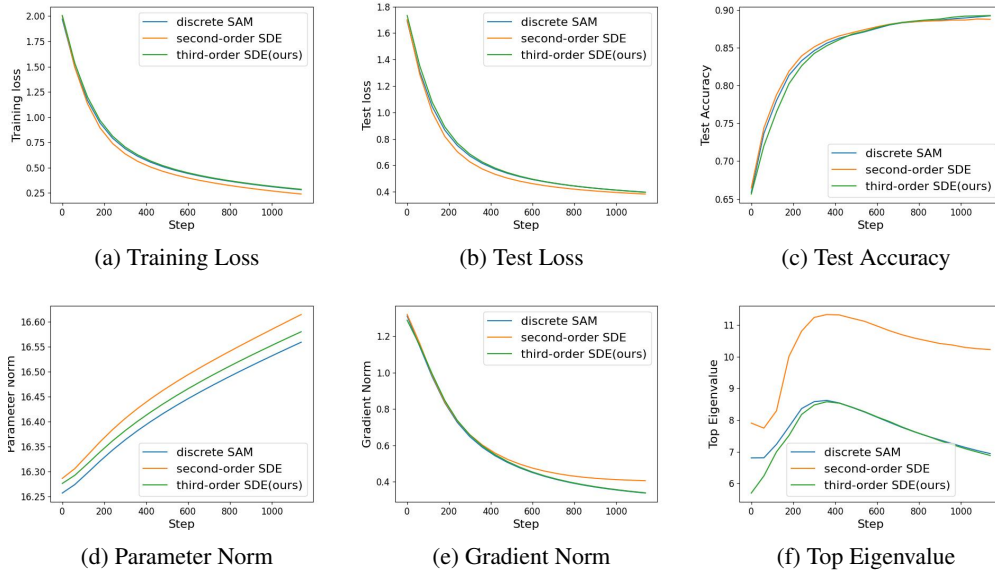 2.00
1.75
1.50
1.25
1.00
0.75
0.50
0.25
Training loss
discrete SAM
second-order SDE
third-order SDE(ours)
0 200 400 600 800 1000
Step
(a) Training Loss
1.8
1.6
1.4
1.2
1.0
0.8
0.6
0.4
Test loss
discrete SAM
second-order SDE
third-order SDE(ours)
0 200 400 600 800 1000
Step
(b) Test Loss
0.90
0.85
0.80
0.75
0.70
0.65
Test Accuracy
discrete SAM
second-order SDE
third-order SDE(ours)
0 200 400 600 800 1000
Step
(c) Test Accuracy
16.60
16.55
16.50
16.45
16.40
16.35
16.30
16.25
Parameter Norm
discrete SAM
second-order SDE
third-order SDE(ours)
0 200 400 600 800 1000
Step
(d) Parameter Norm
1.2
1.0
0.8
0.6
0.4
Gradient Norm
discrete SAM
second-order SDE
third-order SDE(ours)
0 200 400 600 800 1000
Step
(e) Gradient Norm
11
10
9
8
7
6
Top Eigenvalue
discrete SAM
second-order SDE
third-order SDE(ours)
0 200 400 600 800 1000
Step
(f) Top Eigenvalue